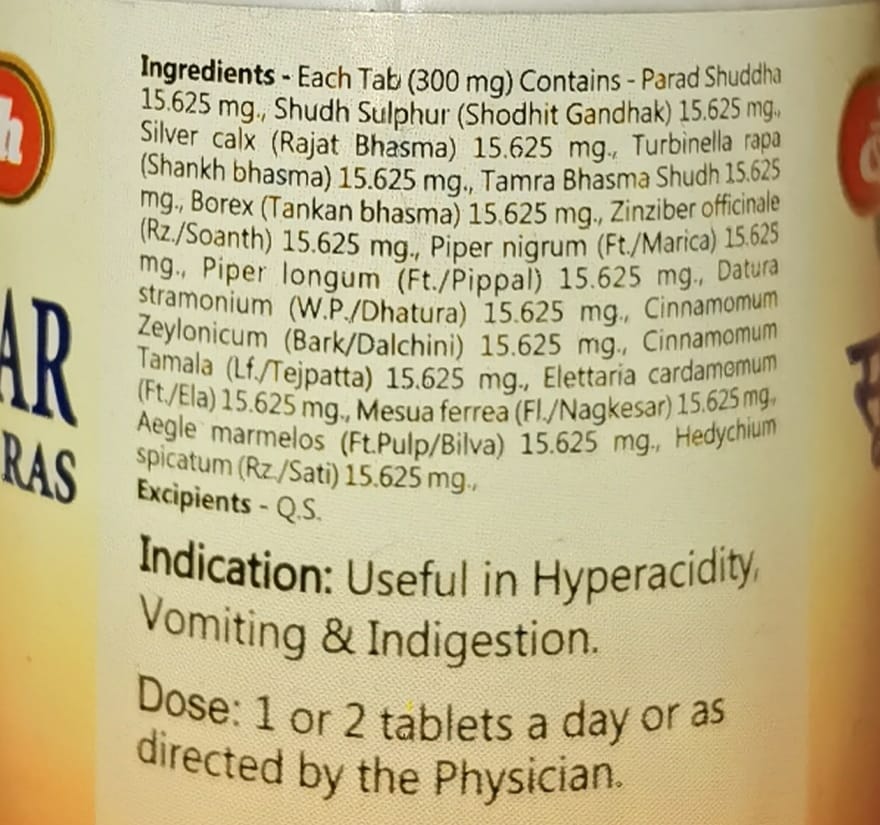 Ingredients - Each Tab (300 mg) Contains - Parad Shuddha
15.625 mg., Shudh Sulphur (Shodhit Gandhak) 15.625 mg.,
Silver calx (Rajat Bhasma) 15.625 mg., Turbinella rapa
(Shankh bhasma) 15.625 mg., Tamra Bhasma Shudh 15.625
mg., Borex (Tankan bhasma) 15.625 mg., Zinziber officinale
(Rz./Soanth) 15.625 mg., Piper nigrum (Ft./Marica) 15.625
mg., Piper longum (Ft./Pippal) 15.625 mg., Datura
stramonium (W.P./Dhatura) 15.625 mg., Cinnamomum
Zeylonicum (Bark/Dalchini) 15.625 mg., Cinnamomum
Tamala (Lf./Tejpatta) 15.625 mg., Elettaria cardamomum
(Ft./Ela) 15.625 mg., Mesua ferrea (Fl./Nagkesar) 15.625 mg.,
Aegle marmelos (Ft.Pulp/Bilva) 15.625 mg., Hedychium
spicatum (Rz./Sati) 15.625 mg.,
Excipients - Q.S.
Indication: Useful in Hyperacidity,
Vomiting & Indigestion.
Dose: 1 or 2 tablets a day or as
directed by the Physician.
h
AR
RAS